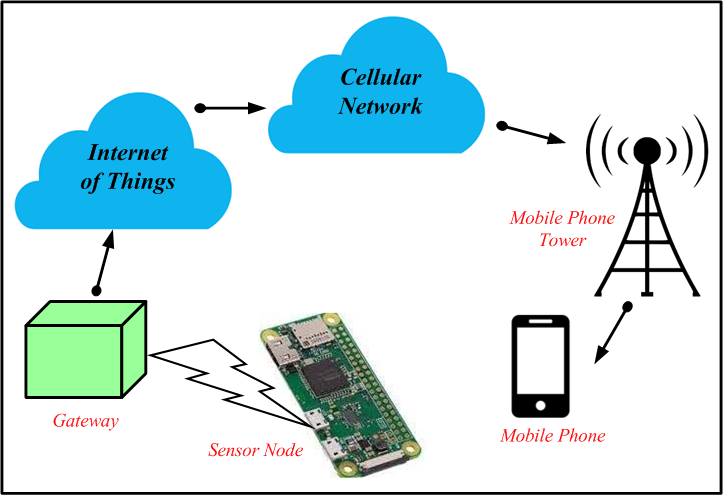 Cellular
Network
Internet
of Things
Mobile Phone
Tower
Gateway
Sensor Node
Mobile Phone